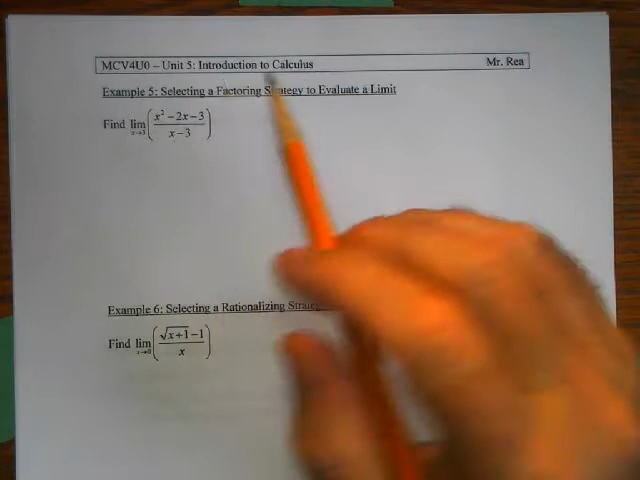 MCV4U0 – Unit 5: Introduction to Calculus Mr. Rea
Example 5: Selecting a Factoring Strategy to Evaluate a Limit
Find lim x→3 (x² − 2x − 3 / x − 3)
Example 6: Selecting a Rationalizing
Find lim x→0 (√x+1 − 1 / x)